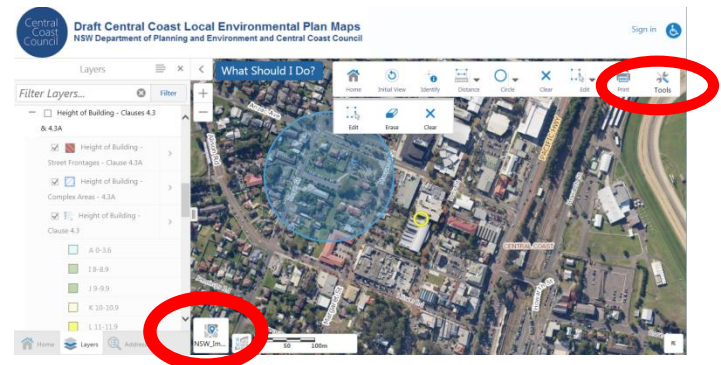 Central
Coast
Council
Draft Central Coast Local Environmental Plan Maps
NSW Department of Planning and Environment and Central Coast Council
Sign in
Layers
Filter Layers...
Filter
Height of Building - Clauses 4.3
& 4.3A
Height of Building -
Street Frontages - Clause 4.3A
Height of Building -
Complex Areas - 4.3A
Height of Building -
Clause 4.3
A 0-3.6
I 8-8.9
J 9-9.9
K 10-10.9
L 11-11.9
Home
Layers
What Should I Do?
Home
Initial View
Identify
Distance
Circle
Clear
Edit
Print
Tools
Edit
Erase
Clear
PACIFIC HWY
CENTRAL COAST
Howarth St
NSW_Im...
50
100m